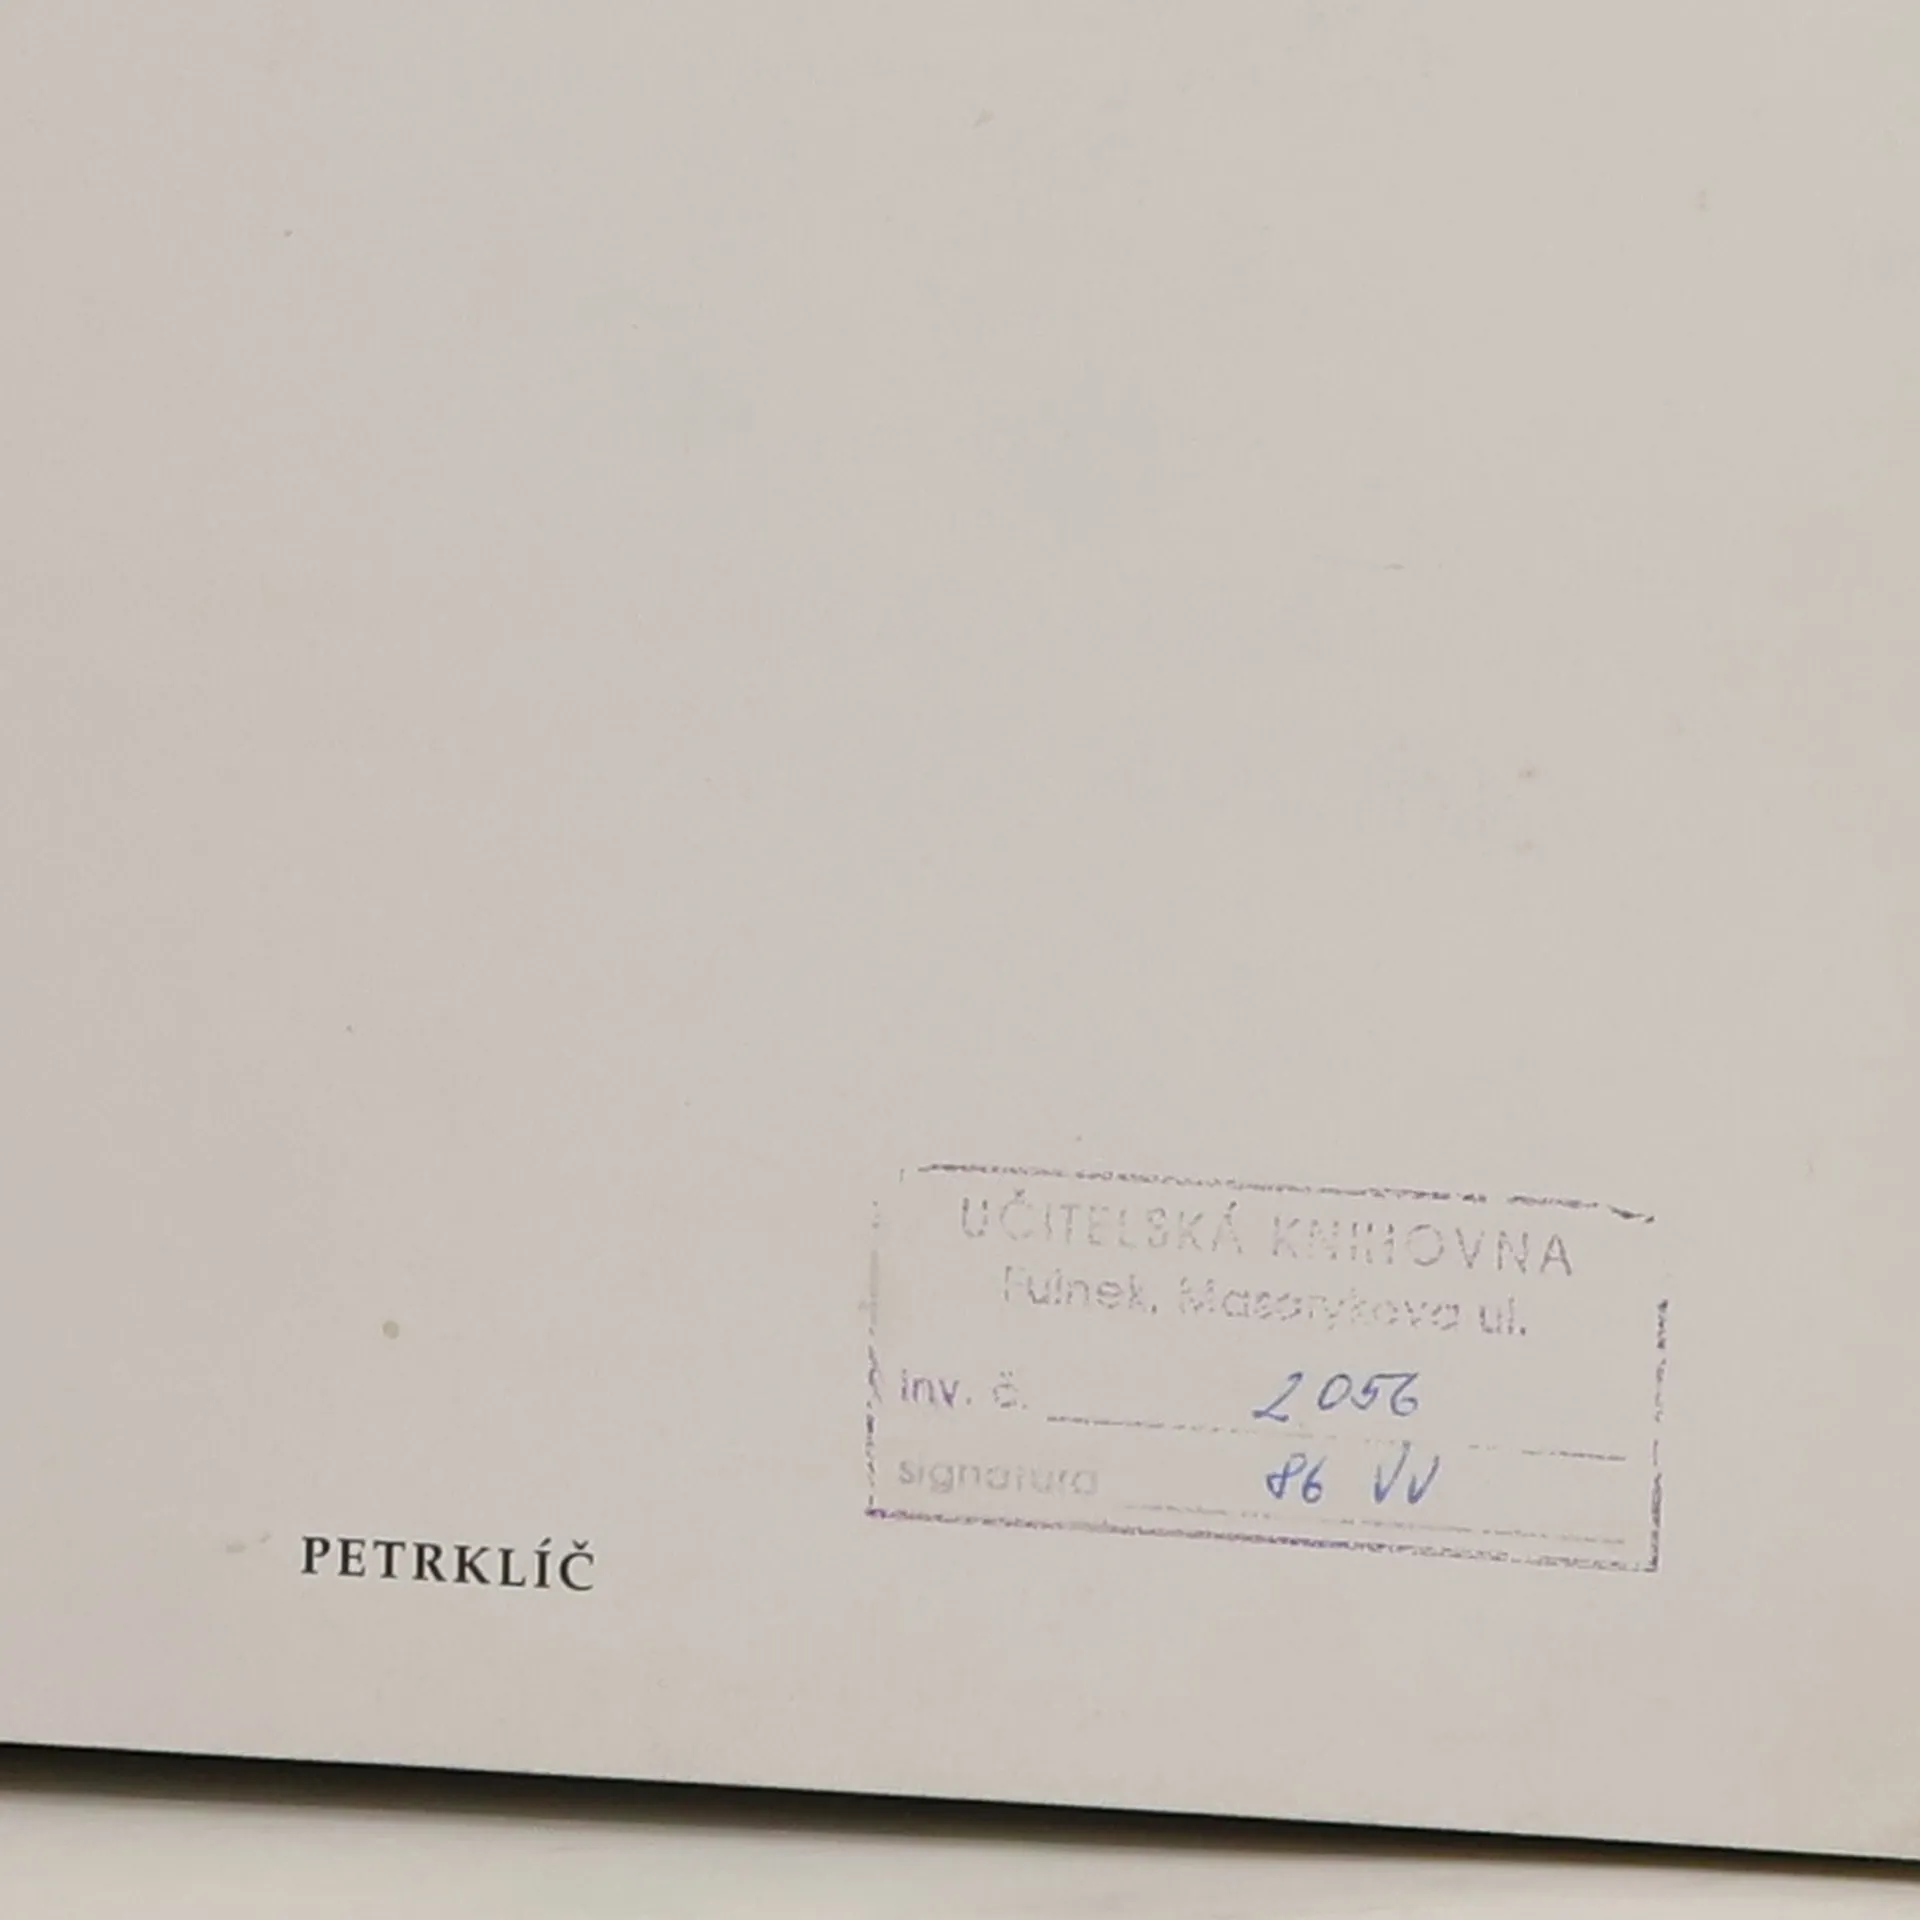 UČITELSKÁ KNIHOVNA
Fulnek, Masarykova ul.
inv. č. 2056
signatura 86 VV
PETRKLÍČ